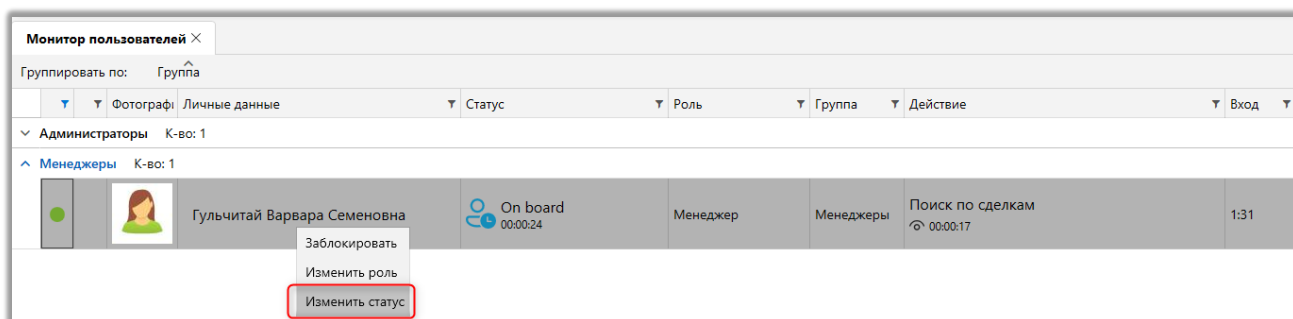 Монитор пользователей
Группировать по: Группа
Фотографи Личные данные Статус Роль Группа Действие Вход
Администраторы К-во: 1
Менеджеры К-во: 1
Гульчитай Варвара Семеновна On board Менеджер Менеджеры Поиск по сделкам 1:31
00:00:24 00:00:17
Заблокировать
Изменить роль
Изменить статус